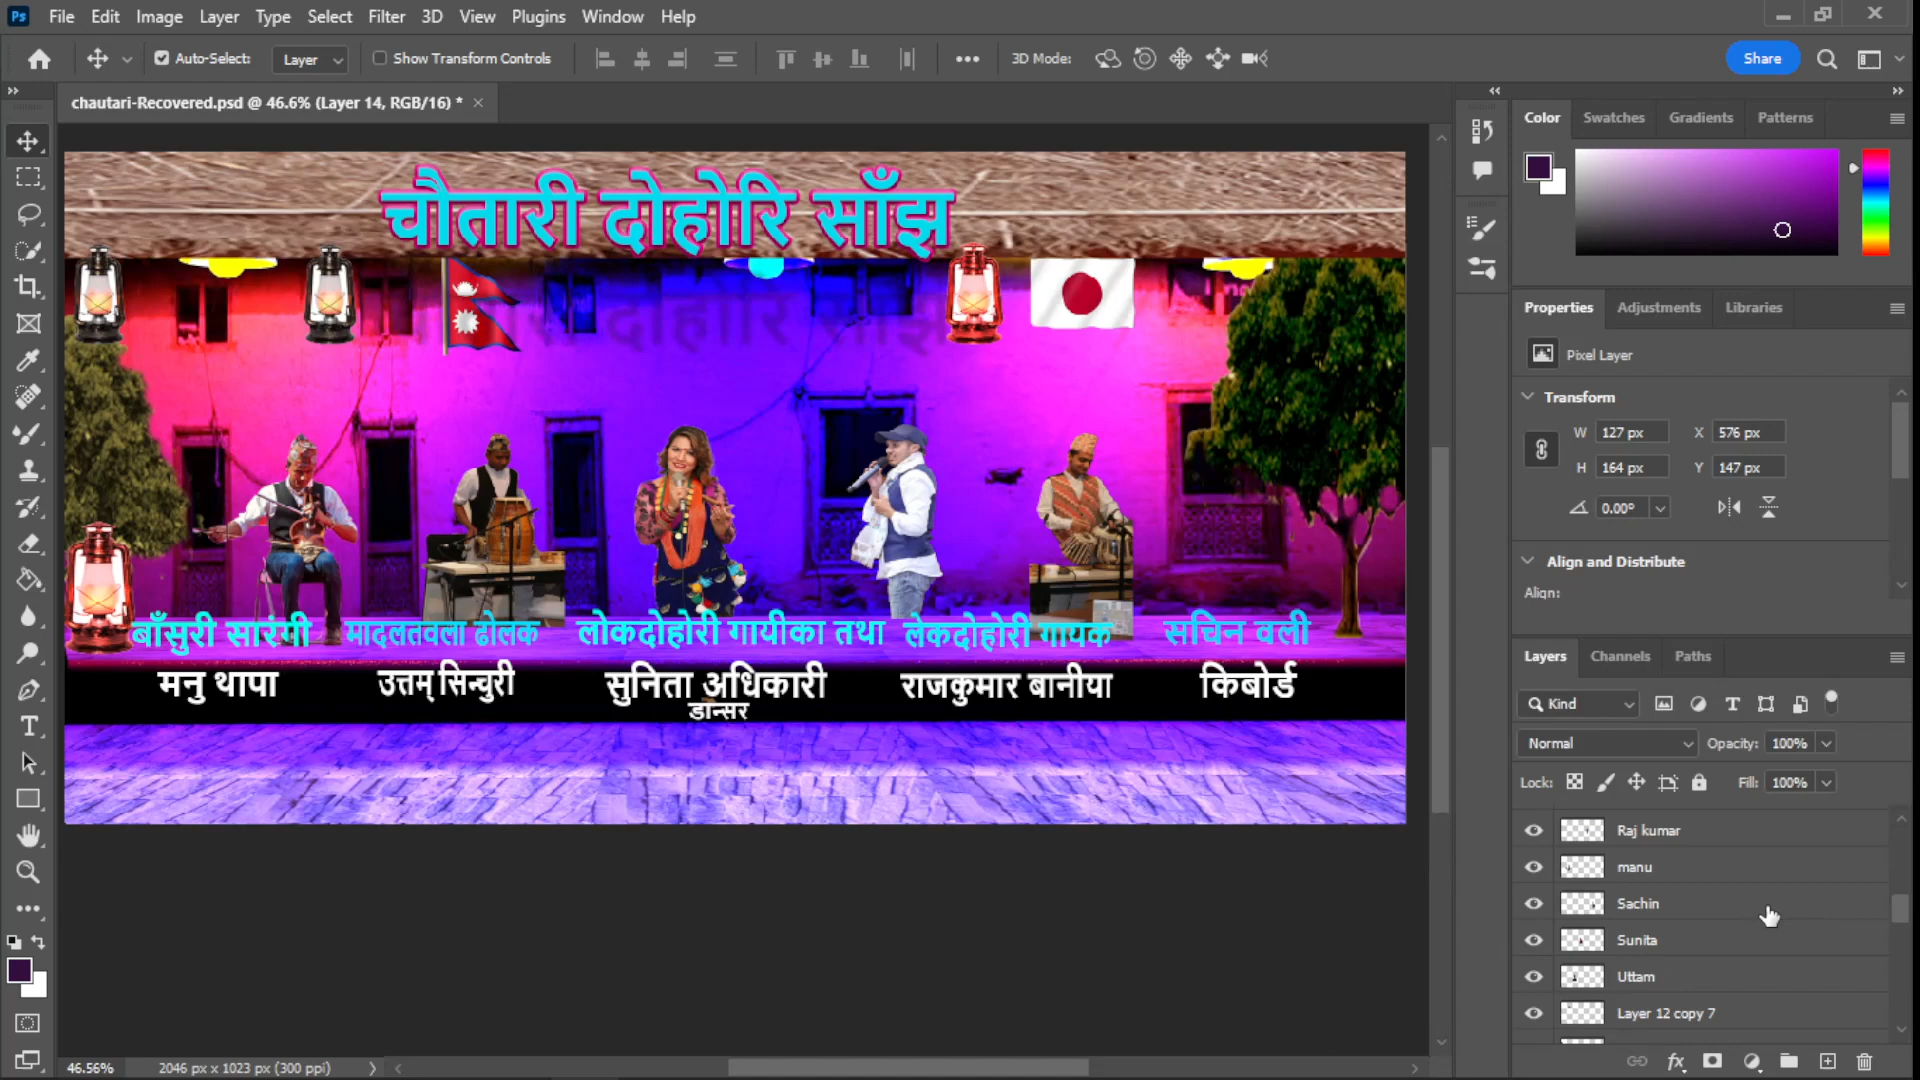 Ps File Edit Image Layer Type Select Filter 3D View Plugins Window Help
Auto-Select: Layer Show Transform Controls 3D Mode: Share
chautari-Recovered.psd @ 46.6% (Layer 14, RGB/16) *
चौतारी दोहोरि साँझ
बाँसुरी सारंगी मादलतवला ढोलक लोकदोहोरी गायीका तथा लेकदोहोरी गायक सचिन वली
मनु थापा उत्तम् सिन्चुरी सुनिता अधिकारी राजकुमार बानीया किबोर्ड
डान्सर
Color Swatches Gradients Patterns
Properties Adjustments Libraries
Pixel Layer
Transform
W 127 px X 576 px
H 164 px Y 147 px
0.00°
Align and Distribute
Align:
Layers Channels Paths
Kind
Normal Opacity: 100%
Lock: Fill: 100%
Raj kumar
manu
Sachin
Sunita
Uttam
Layer 12 copy 7
46.56% 2046 px x 1023 px (300 ppi)